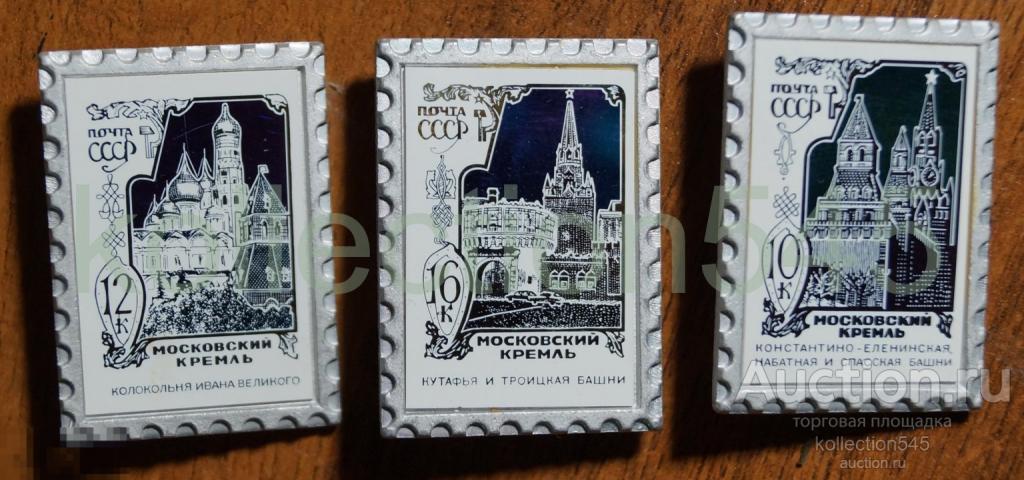 ПОЧТА
СССР
12
К
МОСКОВСКИЙ
КРЕМЛЬ
КОЛОКОЛЬНЯ ИВАНА ВЕЛИКОГО
ПОЧТА
СССР
16
К
МОСКОВСКИЙ
КРЕМЛЬ
КУТАФЬЯ И ТРОИЦКАЯ БАШНИ
ПОЧТА
СССР
10
К
МОСКОВСКИЙ
КРЕМЛЬ
КОНСТАНТИНО-ЕЛЕНИНСКАЯ,
НАБАТНАЯ И СПАССКАЯ БАШНИ
kollection545
Auction.ru
торговая площадка
kollection545
auction.ru